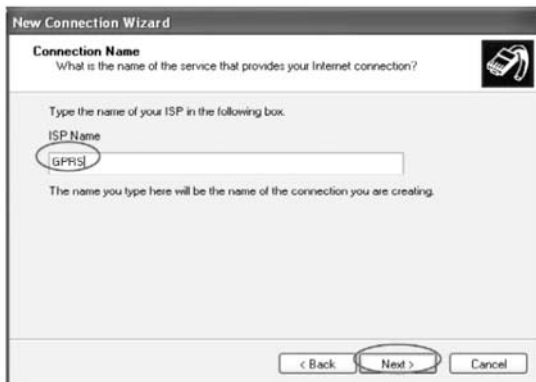 New Connection Wizard
Connection Name
What is the name of the service that provides your Internet connection?
Type the name of your ISP in the following box.
ISP Name
GPRS
The name you type here will be the name of the connection you are creating.
< Back
Next >
Cancel